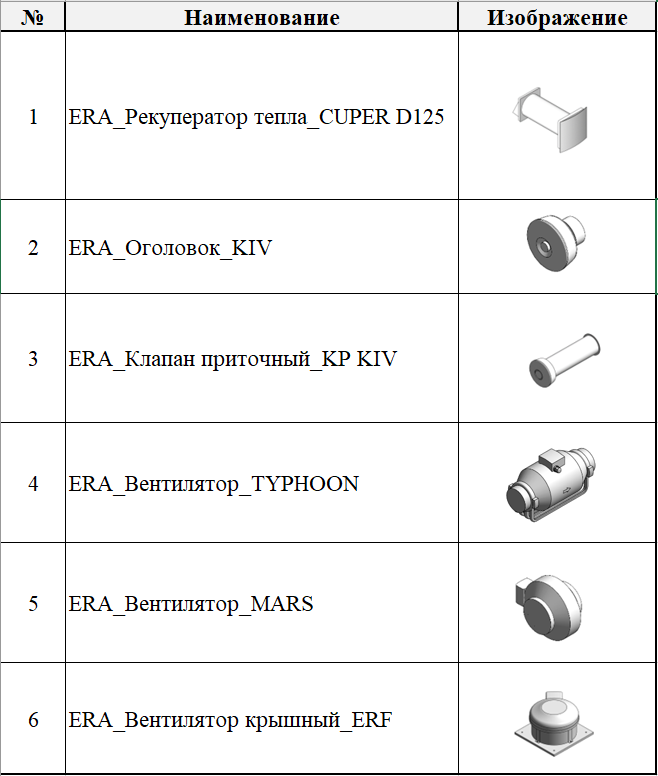 № Наименование Изображение
1 ERA_Рекуператор тепла_CUPER D125
2 ERA_Оголовок_KIV
3 ERA_Клапан приточный_KP KIV
4 ERA_Вентилятор_TYPHOON
5 ERA_Вентилятор_MARS
6 ERA_Вентилятор крышный_ERF